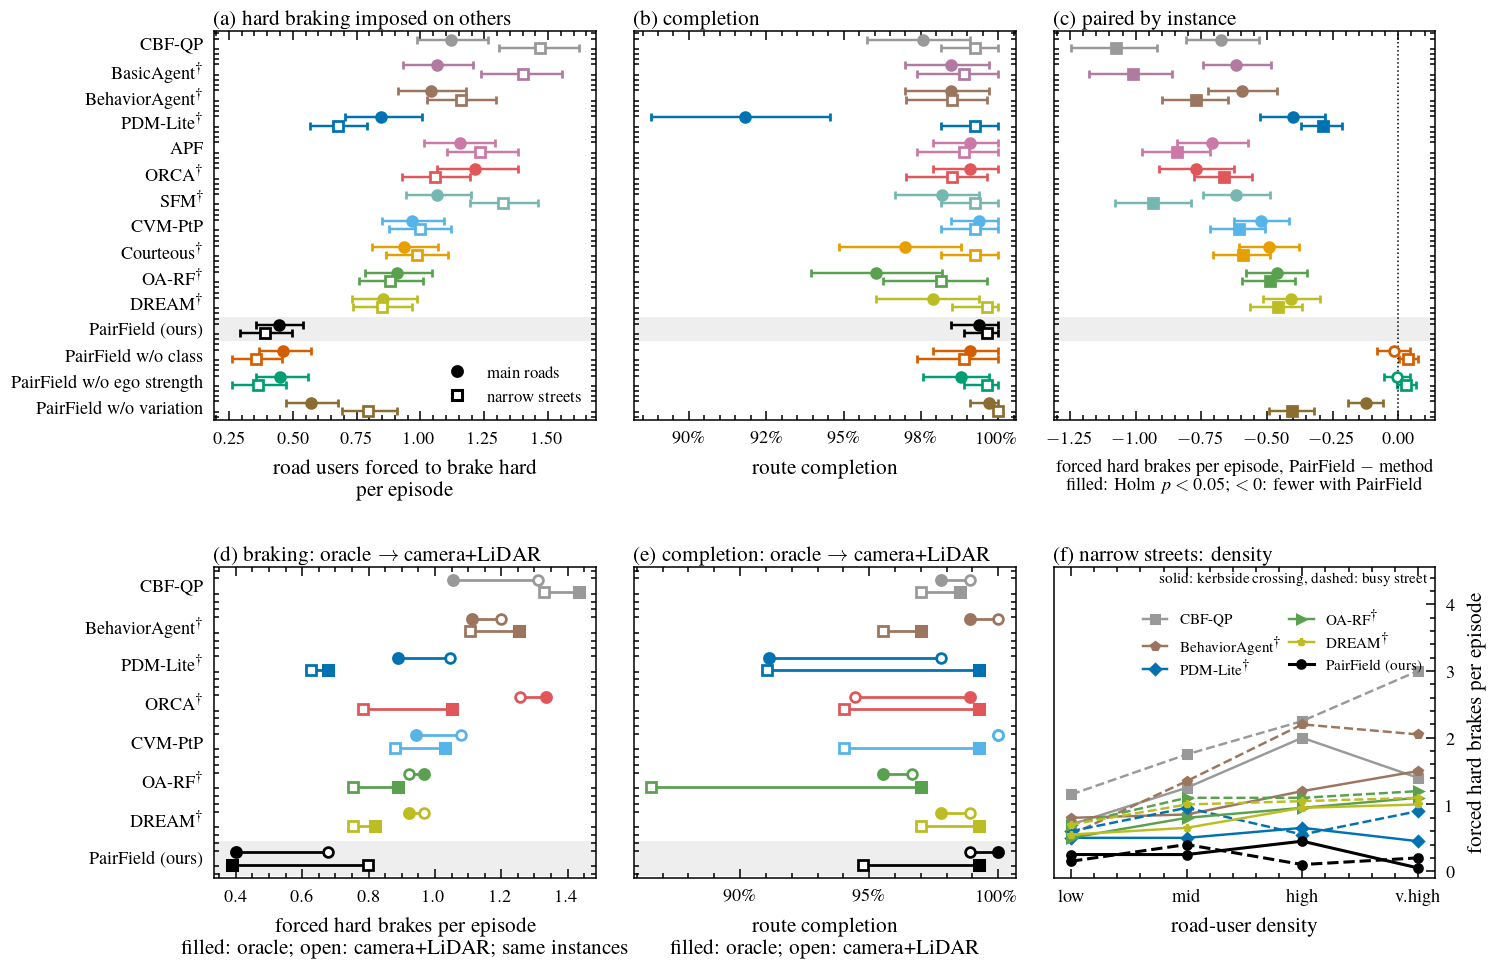 (a) hard braking imposed on others
CBF-QP
BasicAgent†
BehaviorAgent†
PDM-Lite†
APF
ORCA†
SFM†
CVM-PtP
Courteous†
OA-RF†
DREAM†
PairField (ours)
PairField w/o class
PairField w/o ego strength
PairField w/o variation
main roads
narrow streets
0.25 0.50 0.75 1.00 1.25 1.50
road users forced to brake hard
per episode
(b) completion
90% 92% 95% 98% 100%
route completion
(c) paired by instance
−1.25 −1.00 −0.75 −0.50 −0.25 0.00
forced hard brakes per episode, PairField − method
filled: Holm p < 0.05; < 0: fewer with PairField
(d) braking: oracle → camera+LiDAR
CBF-QP
BehaviorAgent†
PDM-Lite†
ORCA†
CVM-PtP
OA-RF†
DREAM†
PairField (ours)
0.4 0.6 0.8 1.0 1.2 1.4
forced hard brakes per episode
filled: oracle; open: camera+LiDAR; same instances
(e) completion: oracle → camera+LiDAR
90% 95% 100%
route completion
filled: oracle; open: camera+LiDAR
(f) narrow streets: density
solid: kerbside crossing, dashed: busy street
CBF-QP
BehaviorAgent†
PDM-Lite†
OA-RF†
DREAM†
PairField (ours)
4
3
2
1
0
forced hard brakes per episode
low mid high v.high
road-user density